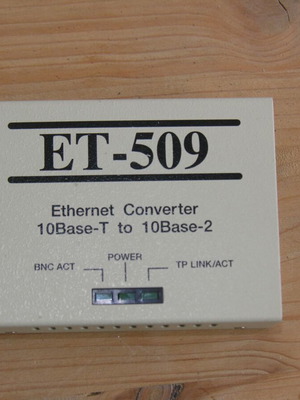 ET-509
Ethernet Converter
10Base-T to 10Base-2
POWER
BNC ACT TP LINK/ACT